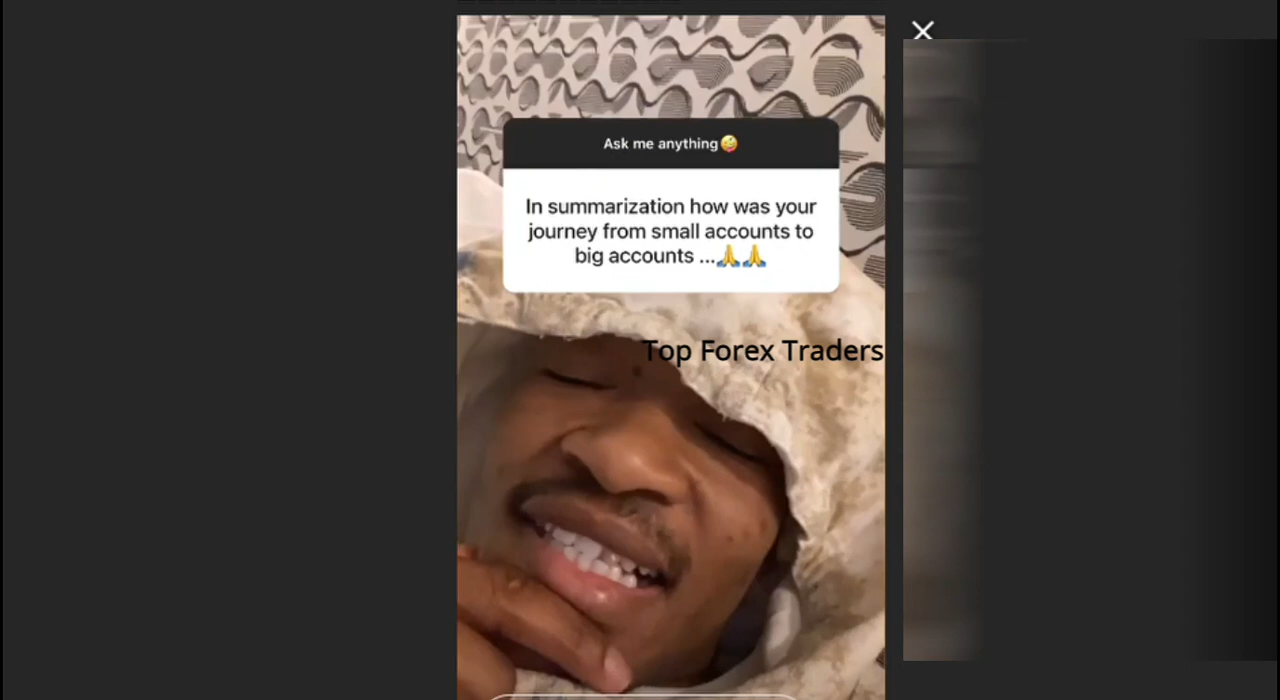 Ask me anything🤪
In summarization how was your
journey from small accounts to
big accounts ...🙏🙏
Top Forex Traders